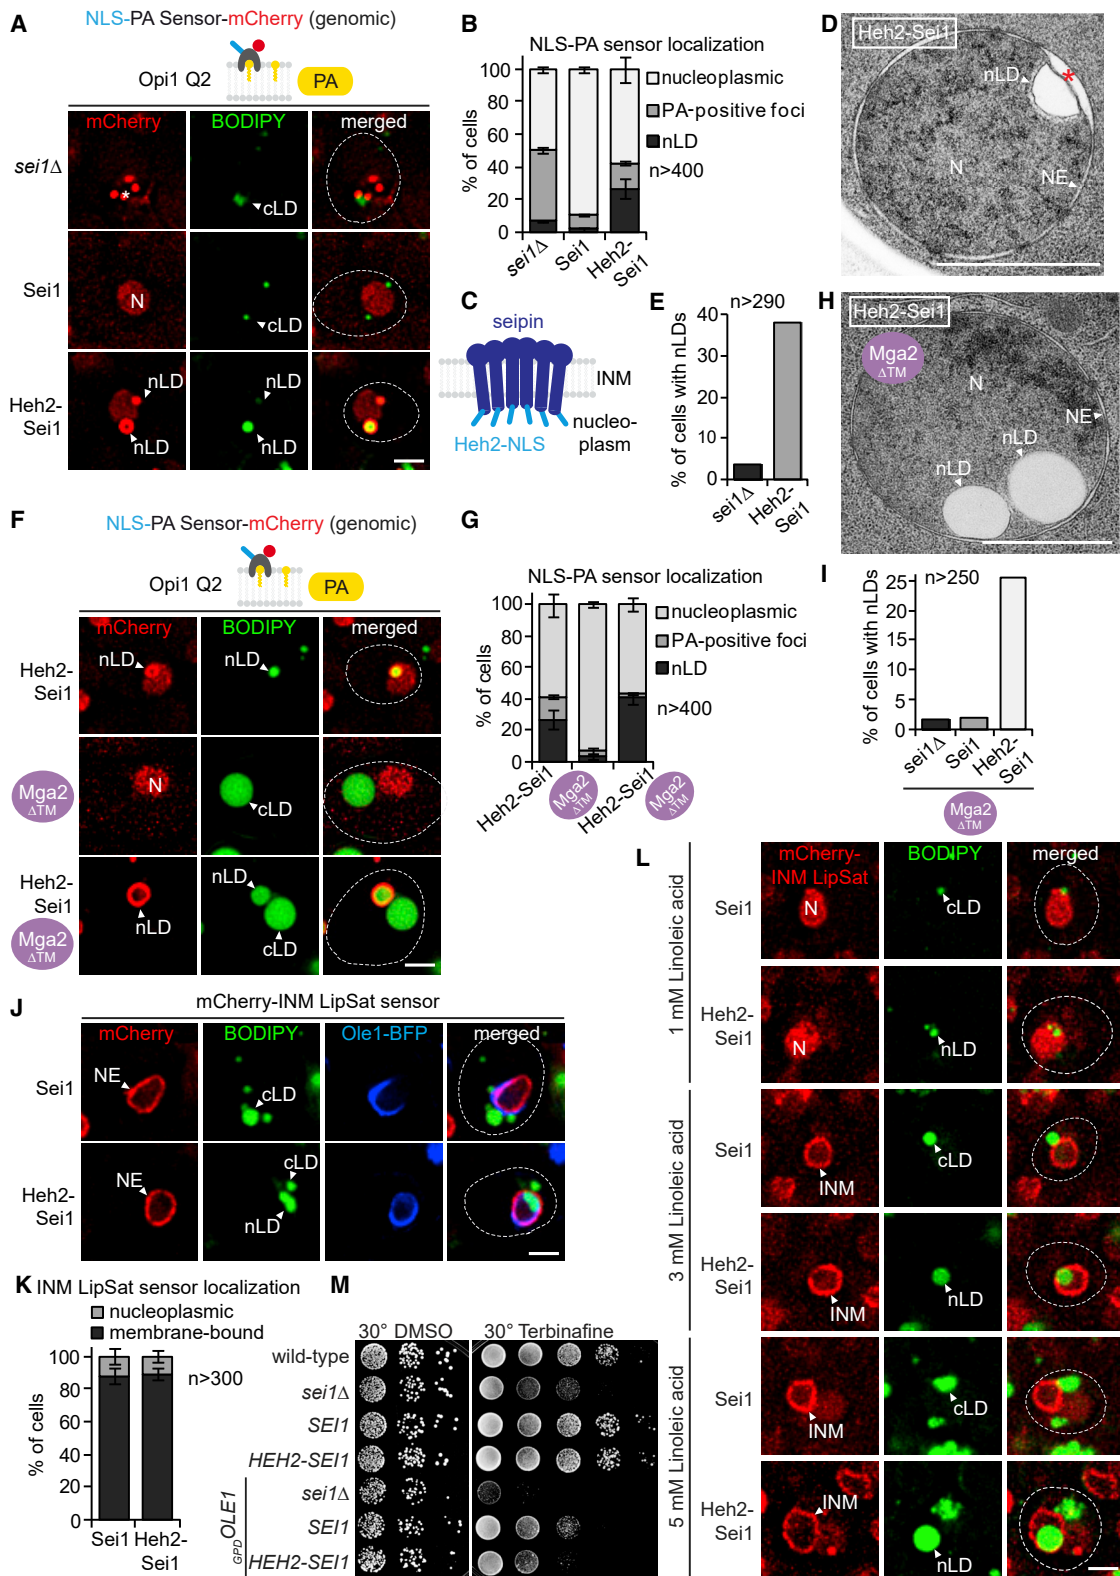 A
NLS-PA Sensor-mCherry (genomic)
Opi1 Q2
PA
mCherry
BODIPY
merged
sei1Δ
*
cLD
Sei1
N
cLD
Heh2-
Sei1
nLD
nLD
nLD
nLD
B
NLS-PA sensor localization
% of cells
100
80
60
40
20
0
nucleoplasmic
PA-positive foci
nLD
n>400
sei1Δ
Sei1
Heh2-
Sei1
C
seipin
INM
Heh2-NLS
nucleo-
plasm
D
Heh2-Sei1
nLD
*
N
NE
E
n>290
% of cells with nLDs
40
30
20
10
0
sei1Δ
Heh2-
Sei1
F
NLS-PA Sensor-mCherry (genomic)
Opi1 Q2
PA
mCherry
BODIPY
merged
Heh2-
Sei1
nLD
nLD
Mga2
ΔTM
N
cLD
Heh2-
Sei1
Mga2
ΔTM
nLD
nLD
cLD
G
NLS-PA sensor localization
% of cells
100
80
60
40
20
0
nucleoplasmic
PA-positive foci
nLD
n>400
Heh2-Sei1
Mga2
ΔTM
Heh2-Sei1
Mga2
ΔTM
H
Heh2-Sei1
Mga2
ΔTM
N
NE
nLD
nLD
I
n>250
% of cells with nLDs
25
20
15
10
5
0
sei1Δ
Sei1
Heh2-
Sei1
Mga2
ΔTM
J
mCherry-INM LipSat sensor
mCherry
BODIPY
Ole1-BFP
merged
Sei1
NE
cLD
Heh2-
Sei1
NE
cLD
nLD
K
INM LipSat sensor localization
nucleoplasmic
membrane-bound
% of cells
100
80
60
40
20
0
n>300
Sei1
Heh2-
Sei1
L
mCherry-
INM LipSat
BODIPY
merged
1 mM Linoleic acid
Sei1
N
cLD
Heh2-
Sei1
N
nLD
3 mM Linoleic acid
Sei1
INM
cLD
Heh2-
Sei1
INM
nLD
5 mM Linoleic acid
Sei1
INM
cLD
Heh2-
Sei1
INM
nLD
M
30° DMSO
30° Terbinafine
wild-type
sei1Δ
SEI1
HEH2-SEI1
GPD OLE1
sei1Δ
SEI1
HEH2-SEI1